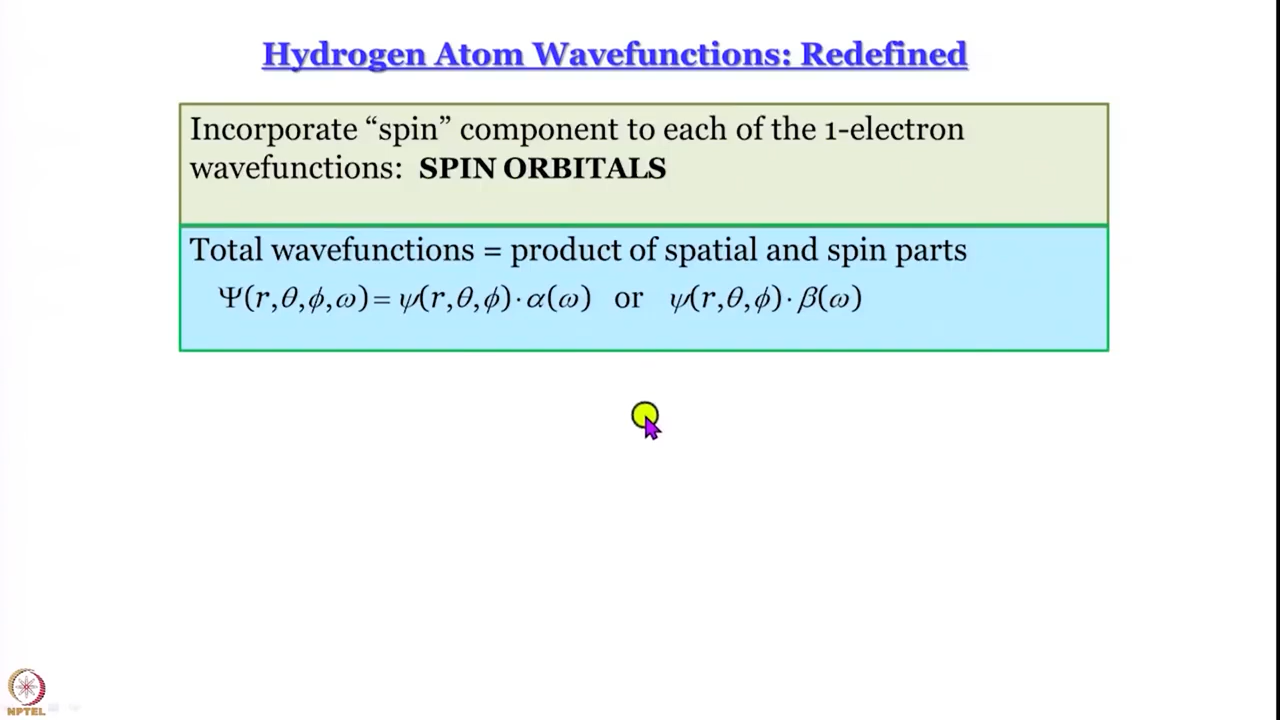 Hydrogen Atom Wavefunctions: Redefined
Incorporate “spin” component to each of the 1-electron
wavefunctions: SPIN ORBITALS
Total wavefunctions = product of spatial and spin parts
Ψ(r,θ,ϕ,ω) = ψ(r,θ,ϕ)·α(ω) or ψ(r,θ,ϕ)·β(ω)
NPTEL